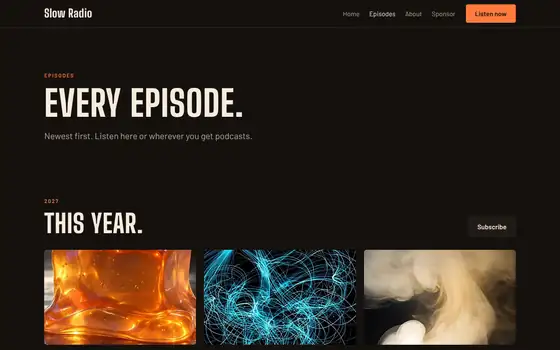 Slow Radio
Home Episodes About Sponsor Listen now
EPISODES
EVERY EPISODE.
Newest first. Listen here or wherever you get podcasts.
2027
THIS YEAR.
Subscribe